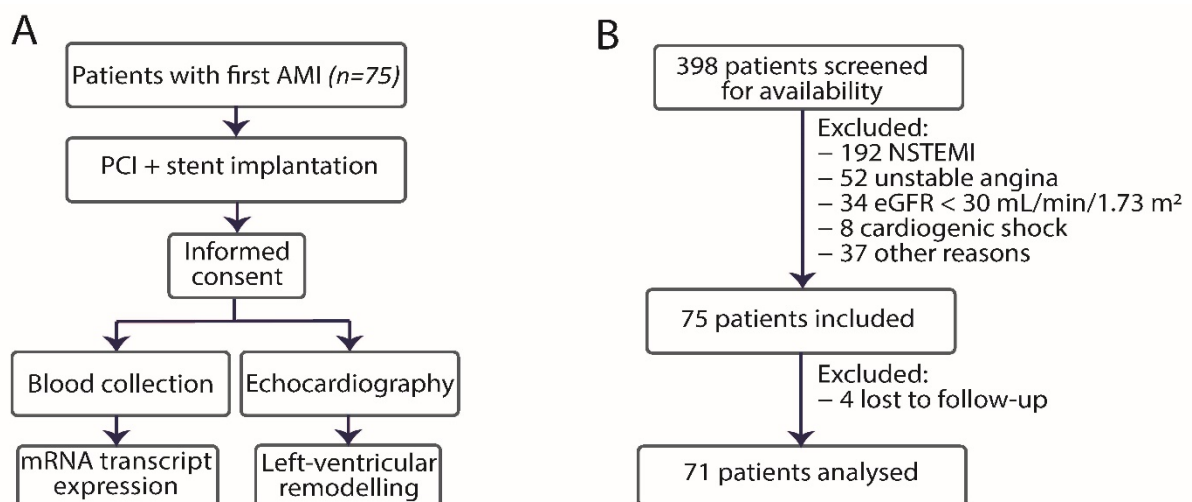 A
Patients with first AMI (n=75)
PCI + stent implantation
Informed
consent
Blood collection
Echocardiography
mRNA transcript
expression
Left-ventricular
remodelling
B
398 patients screened
for availability
Excluded:
– 192 NSTEMI
– 52 unstable angina
– 34 eGFR < 30 mL/min/1.73 m²
– 8 cardiogenic shock
– 37 other reasons
75 patients included
Excluded:
– 4 lost to follow-up
71 patients analysed